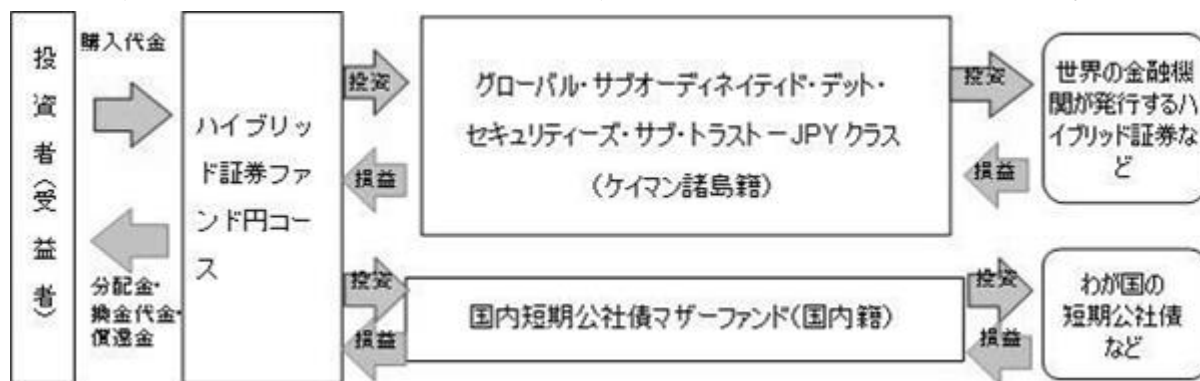 投資者(受益者)
購入代金
分配金・
換金代金・
償還金
ハイブリッ
ド証券ファ
ンド円コー
ス
投資
損益
グローバル・サブオーディネイティド・デット・
セキュリティーズ・サブ・トラスト－JPYクラス
(ケイマン諸島籍)
投資
損益
世界の金融機
関が発行するハ
イブリッド証券な
ど
投資
損益
国内短期公社債マザーファンド(国内籍)
投資
損益
わが国の
短期公社債
など